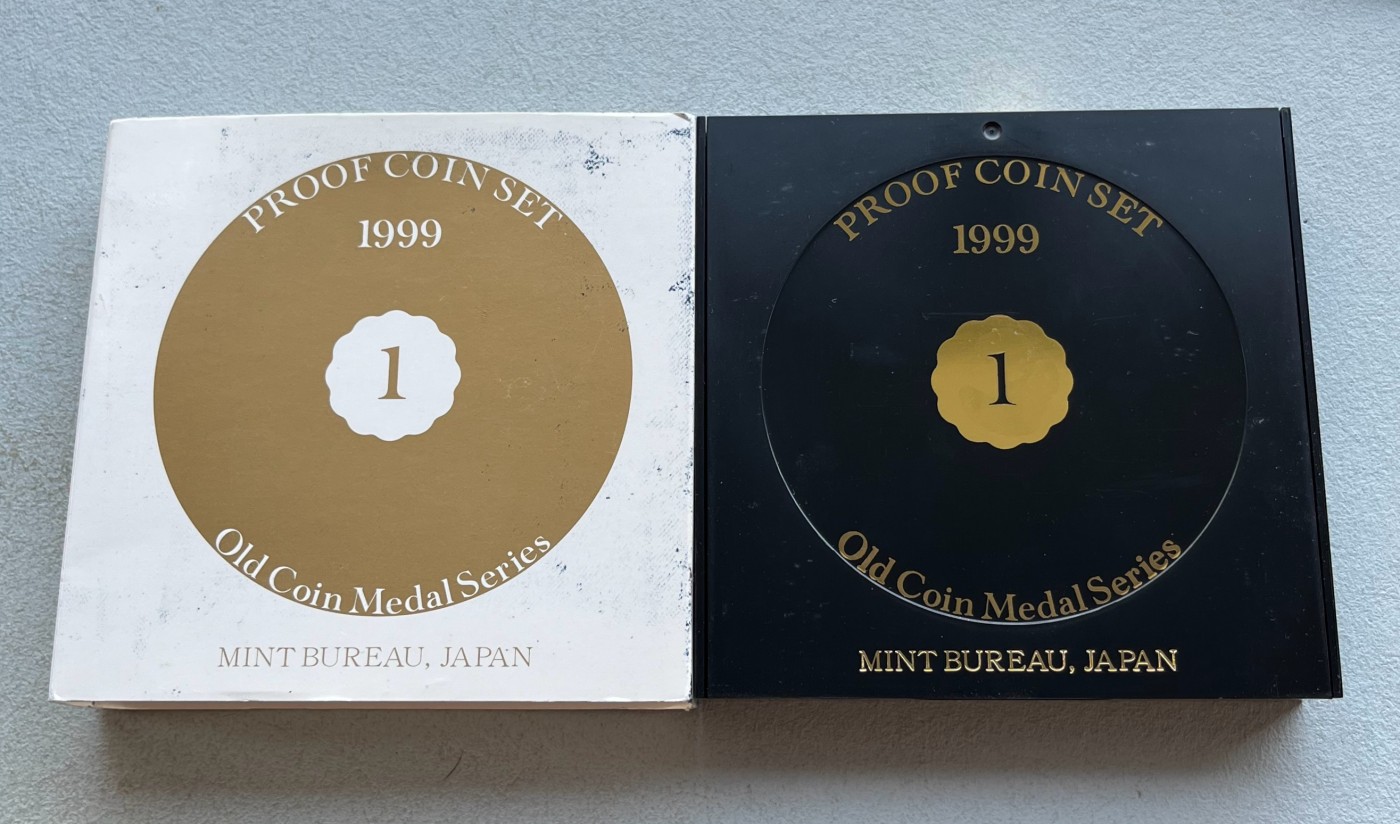 PROOF COIN SET
1999
1
Old Coin Medal Series
MINT BUREAU, JAPAN
PROOF COIN SET
1999
1
Old Coin Medal Series
MINT BUREAU, JAPAN